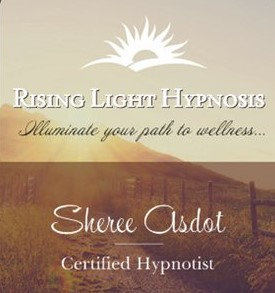 RISING LIGHT HYPNOSIS
Illuminate your path to wellness...
Sheree Asdot
Certified Hypnotist